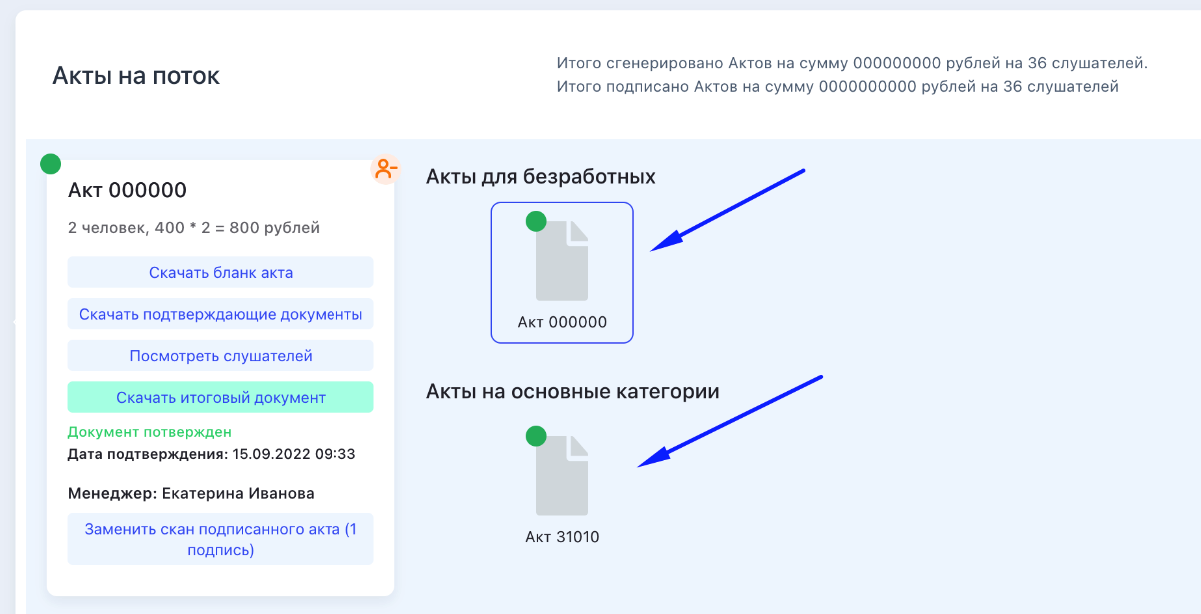 Акты на поток
Итого сгенерировано Актов на сумму 000000000 рублей на 36 слушателей.
Итого подписано Актов на сумму 0000000000 рублей на 36 слушателей
Акт 000000
2 человек, 400 * 2 = 800 рублей
Скачать бланк акта
Скачать подтверждающие документы
Посмотреть слушателей
Скачать итоговый документ
Документ потвержден
Дата подтверждения: 15.09.2022 09:33
Менеджер: Екатерина Иванова
Заменить скан подписанного акта (1
подпись)
Акты для безработных
Акт 000000
Акты на основные категории
Акт 31010